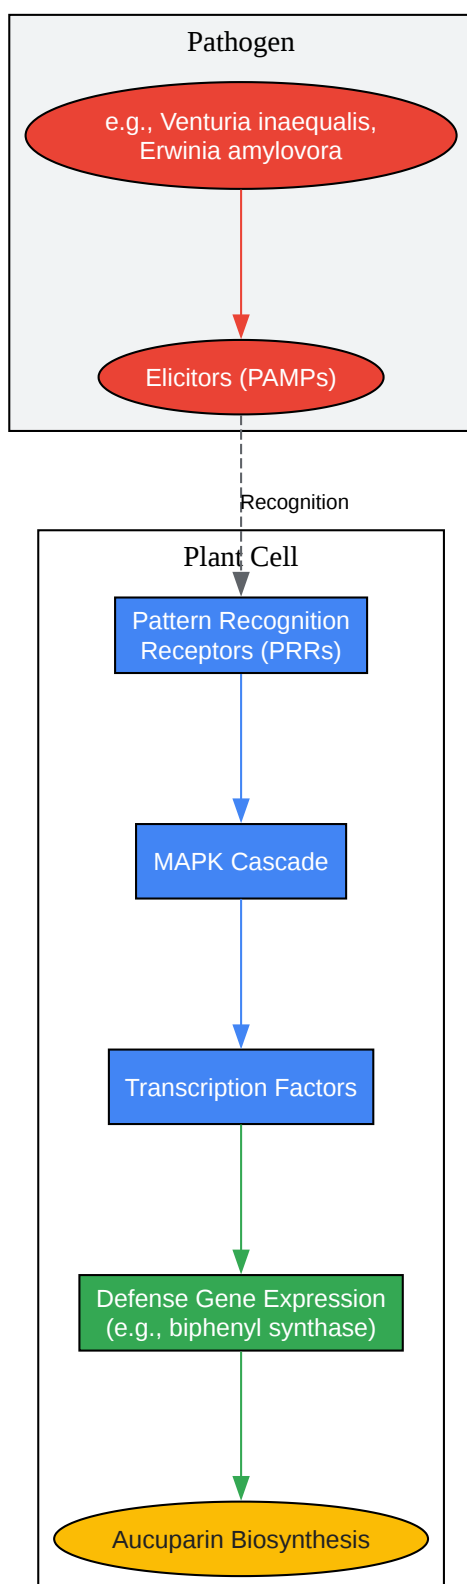 Pathogen
e.g., Venturia inaequalis,
Erwinia amylovora
Elicitors (PAMPs)
Recognition
Plant Cell
Pattern Recognition
Receptors (PRRs)
MAPK Cascade
Transcription Factors
Defense Gene Expression
(e.g., biphenyl synthase)
Aucuparin Biosynthesis